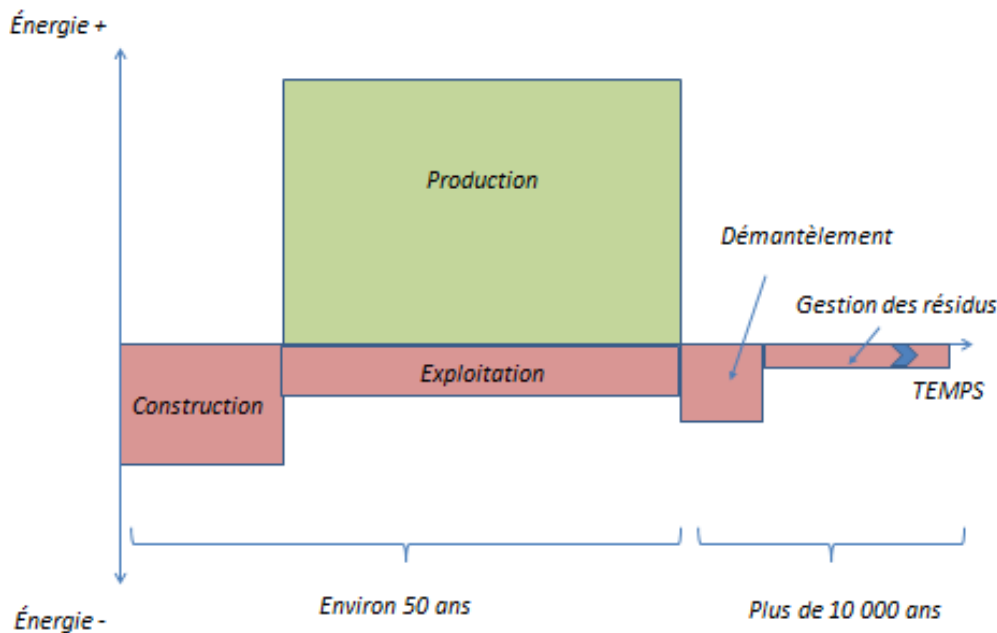 Énergie +
Production
Démantèlement
Gestion des résidus
Exploitation
Construction
TEMPS
Environ 50 ans
Plus de 10 000 ans
Énergie -